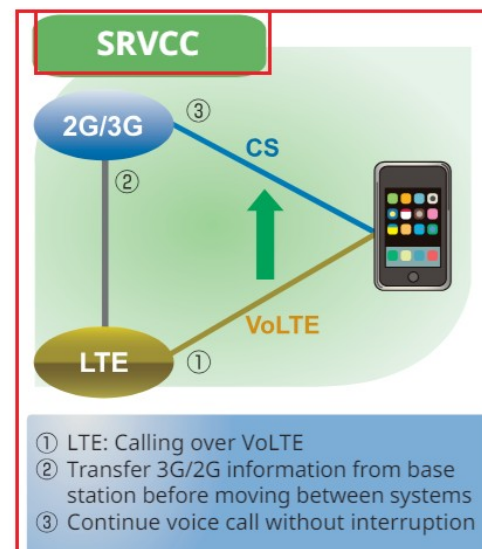 SRVCC
2G/3G
③
CS
②
VoLTE
LTE
①
① LTE: Calling over VoLTE
② Transfer 3G/2G information from base
station before moving between systems
③ Continue voice call without interruption